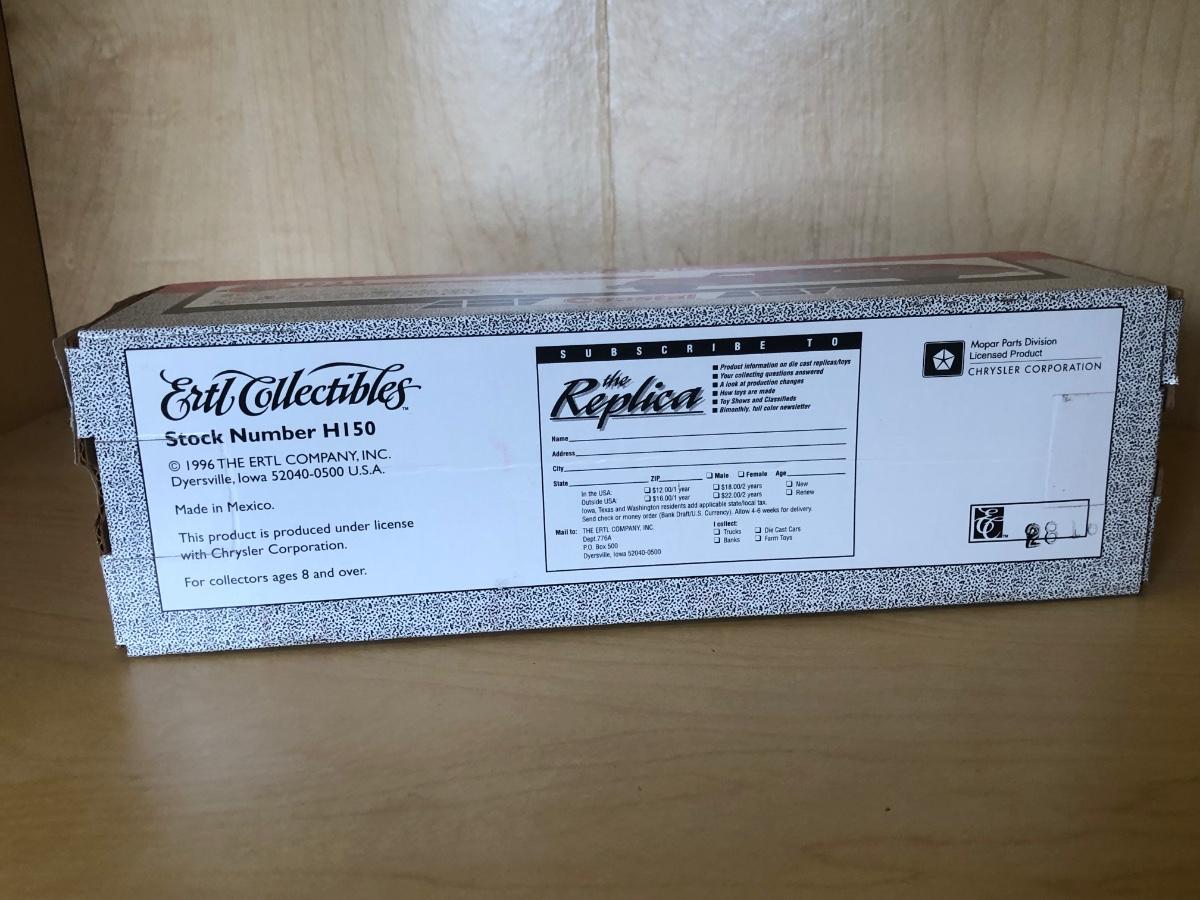 Ertl Collectibles™
Stock Number H150
© 1996 THE ERTL COMPANY, INC.
Dyersville, Iowa 52040-0500 U.S.A.
Made in Mexico.
This product is produced under license
with Chrysler Corporation.
For collectors ages 8 and over.
SUBSCRIBE TO
the
Replica
■ Product information on die cast replicas/toys
■ Your collecting questions answered
■ A look at production changes
■ How toys are made
■ Toy Shows and Classifieds
■ Bimonthly, full color newsletter
Name
Address
City
State ZIP ☐ Male ☐ Female Age
In the USA: ☐ $12.00/1 year ☐ $18.00/2 years ☐ New
Outside USA: ☐ $16.00/1 year ☐ $22.00/2 years ☐ Renew
Iowa, Texas and Washington residents add applicable state/local tax.
Send check or money order (Bank Draft/U.S. Currency). Allow 4-6 weeks for delivery.
Mail to: THE ERTL COMPANY, INC.
Dept.776A
P.O. Box 500
Dyersville, Iowa 52040-0500
I collect:
☐ Trucks ☐ Die Cast Cars
☐ Banks ☐ Farm Toys
Mopar Parts Division
Licensed Product
CHRYSLER CORPORATION